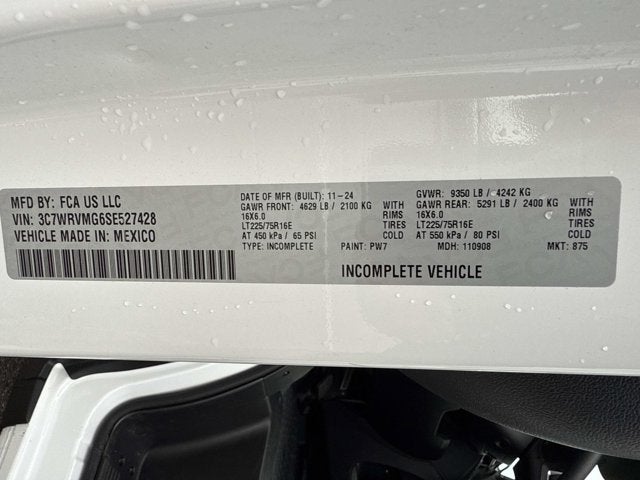 MFD BY: FCA US LLC
VIN: 3C7WRVMG6SE527428
VEHICLE MADE IN: MEXICO
DATE OF MFR (BUILT): 11-24
GAWR FRONT: 4629 LB / 2100 KG WITH
16X6.0 RIMS
LT225/75R16E TIRES
AT 450 kPa / 65 PSI COLD
TYPE: INCOMPLETE
GVWR: 9350 LB / 4242 KG
GAWR REAR: 5291 LB / 2400 KG WITH
16X6.0 RIMS
LT225/75R16E TIRES
AT 550 kPa / 80 PSI COLD
PAINT: PW7 MDH: 110908 MKT: 875
INCOMPLETE VEHICLE